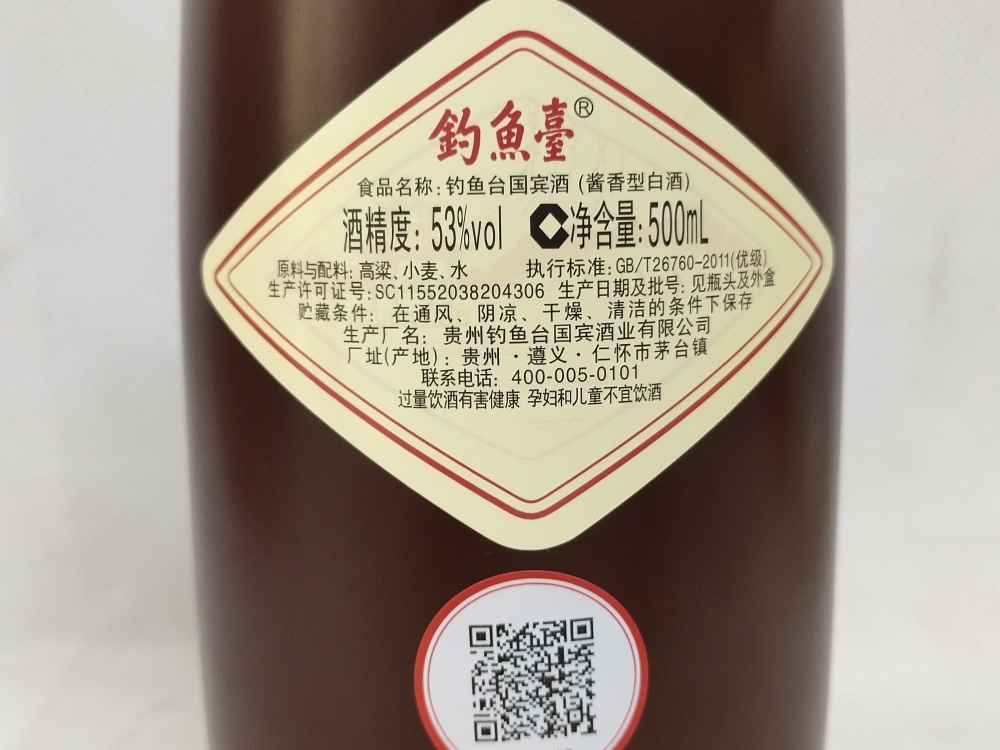 釣魚臺®
食品名称：钓鱼台国宾酒（酱香型白酒）
酒精度：53%vol 净含量：500mL
原料与配料：高粱、小麦、水 执行标准：GB/T26760-2011(优级)
生产许可证号：SC11552038204306 生产日期及批号：见瓶头及外盒
贮藏条件：在通风、阴凉、干燥、清洁的条件下保存
生产厂名：贵州钓鱼台国宾酒业有限公司
厂址(产地)：贵州·遵义·仁怀市茅台镇
联系电话：400-005-0101
过量饮酒有害健康 孕妇和儿童不宜饮酒